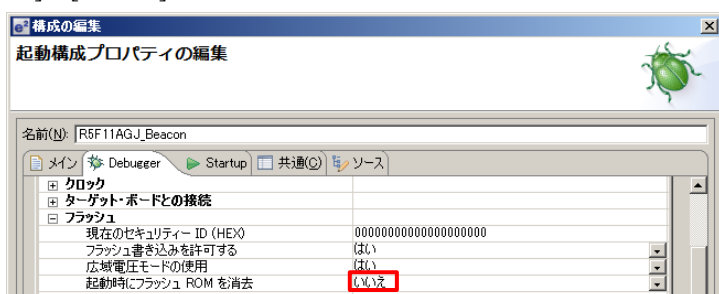 e² 構成の編集
起動構成プロパティの編集
名前(N): R5F11AGJ_Beacon
メイン Debugger Startup 共通(C) ソース
クロック
ターゲット・ボードとの接続
フラッシュ
現在のセキュリティー ID (HEX) 00000000000000000000
フラッシュ書き込みを許可する はい
広域電圧モードの使用 はい
起動時にフラッシュ ROM を消去 いいえ